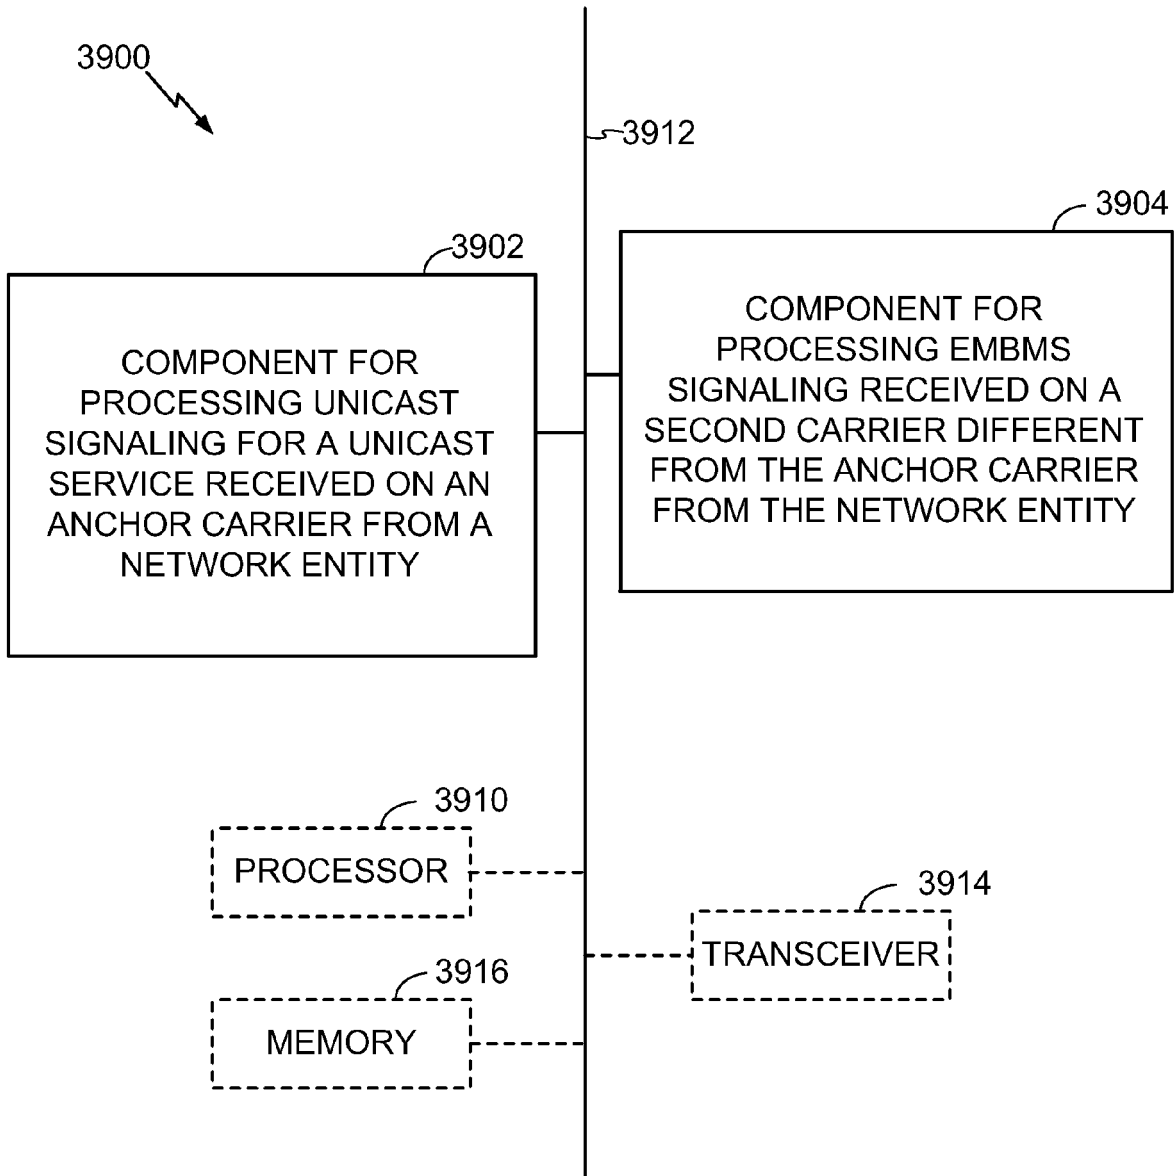 3900
3912
3904
3902
COMPONENT FOR
PROCESSING UNICAST
SIGNALING FOR A UNICAST
SERVICE RECEIVED ON AN
ANCHOR CARRIER FROM A
NETWORK ENTITY
COMPONENT FOR
PROCESSING EMBMS
SIGNALING RECEIVED ON A
SECOND CARRIER DIFFERENT
FROM THE ANCHOR CARRIER
FROM THE NETWORK ENTITY
3910
PROCESSOR
3914
TRANSCEIVER
3916
MEMORY